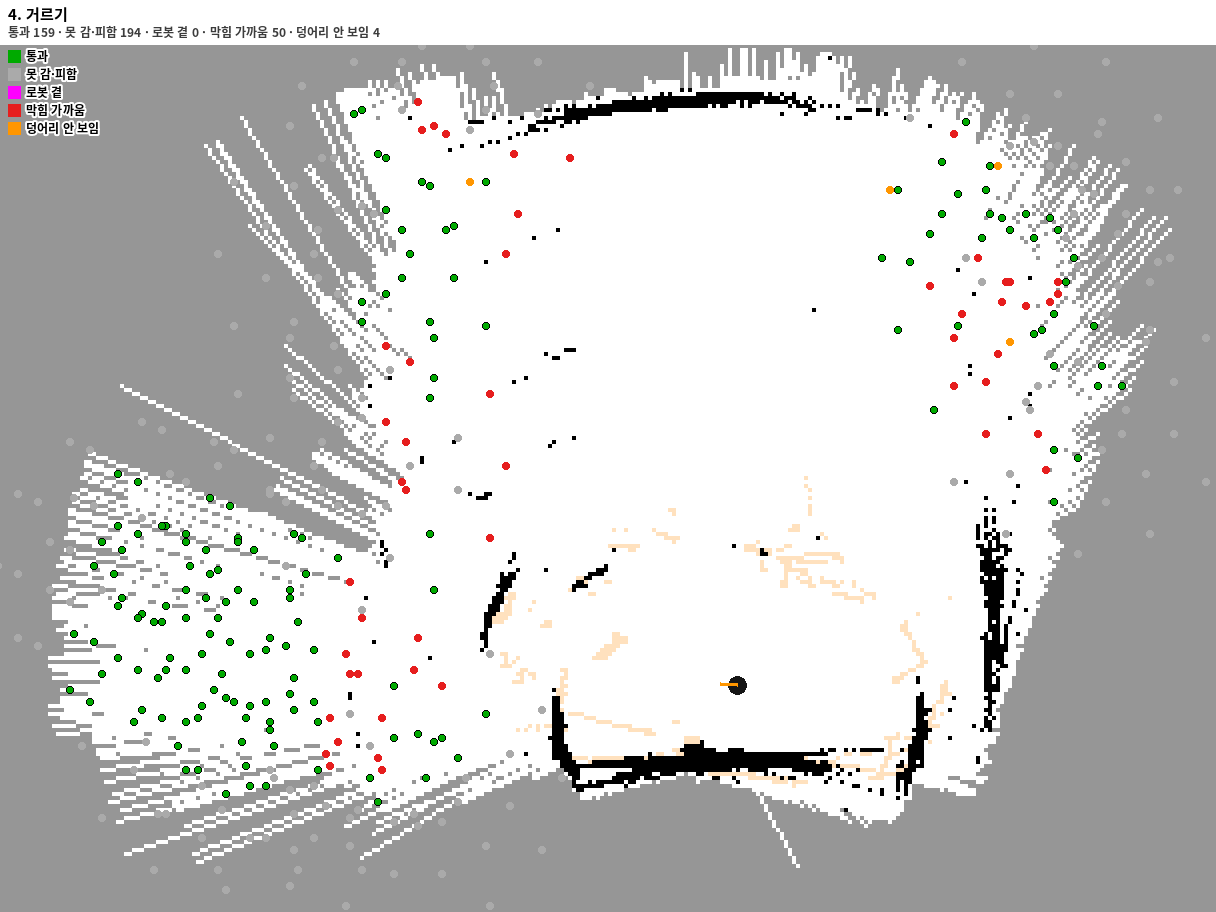 4. 거르기
통과 159 · 못 감·피함 194 · 로봇 곁 0 · 막힘 가까움 50 · 덩어리 안 보임 4
통과
못 감·피함
로봇 곁
막힘 가까움
덩어리 안 보임